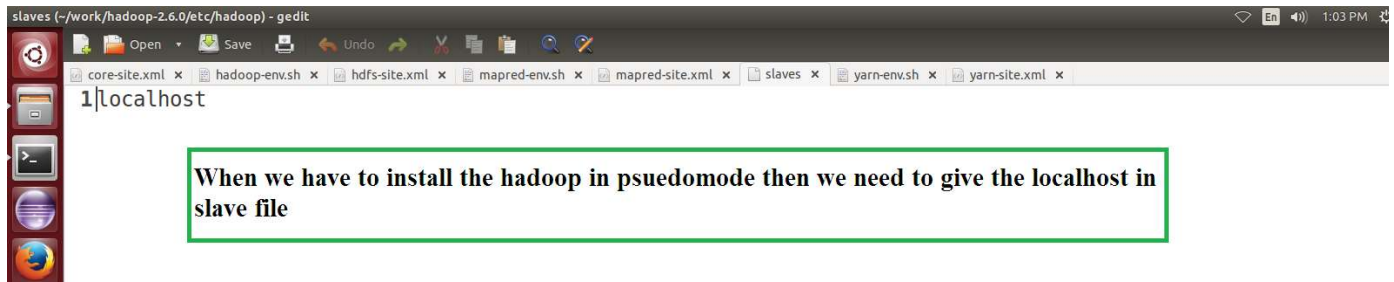 slaves (~/work/hadoop-2.6.0/etc/hadoop) - gedit
En 1:03 PM
Open Save Undo
core-site.xml x hadoop-env.sh x hdfs-site.xml x mapred-env.sh x mapred-site.xml x slaves x yarn-env.sh x yarn-site.xml x
1 localhost
When we have to install the hadoop in psuedomode then we need to give the localhost in
slave file